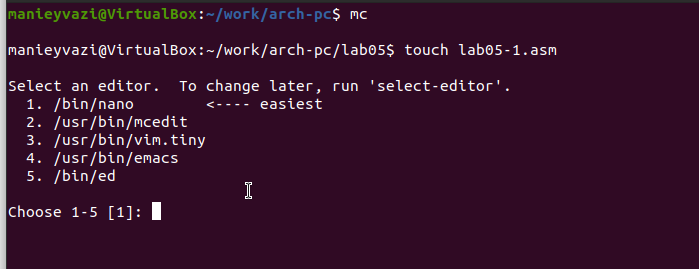 manieyvazi@VirtualBox:~/work/arch-pc$ mc
manieyvazi@VirtualBox:~/work/arch-pc/lab05$ touch lab05-1.asm
Select an editor.  To change later, run 'select-editor'.
  1. /bin/nano        <---- easiest
  2. /usr/bin/mcedit
  3. /usr/bin/vim.tiny
  4. /usr/bin/emacs
  5. /bin/ed
Choose 1-5 [1]: